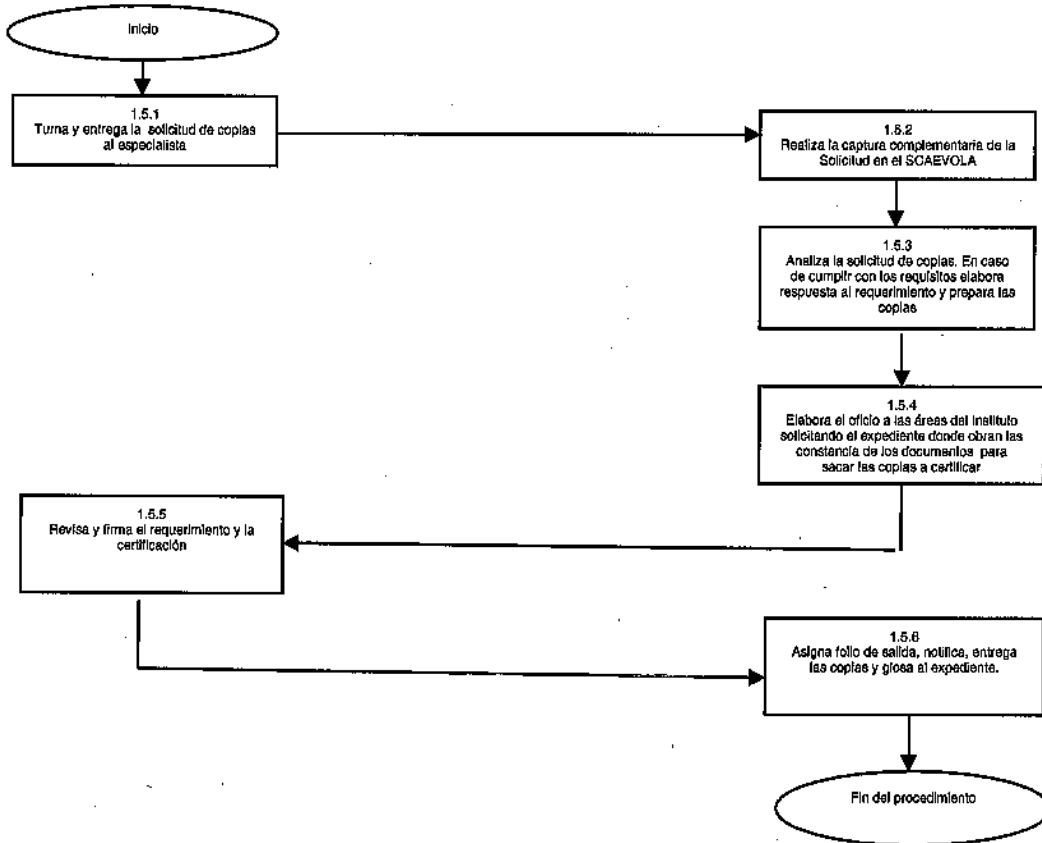 Inicio
1.5.1
Turna y entrega la solicitud de copias
al especialista
1.5.2
Realiza la captura complementaria de la
Solicitud en el SCAEVOLA
1.5.3
Analiza la solicitud de copias. En caso
de cumplir con los requisitos elabora
respuesta al requerimiento y prepara las
copias
1.5.4
Elabora el oficio a las áreas del Instituto
solicitando el expediente donde obran las
constancia de los documentos para
sacar las copias a certificar
1.5.5
Revisa y firma el requerimiento y la
certificación
1.5.6
Asigna folio de salida, notifica, entrega
las copias y glosa al expediente.
Fin del procedimiento